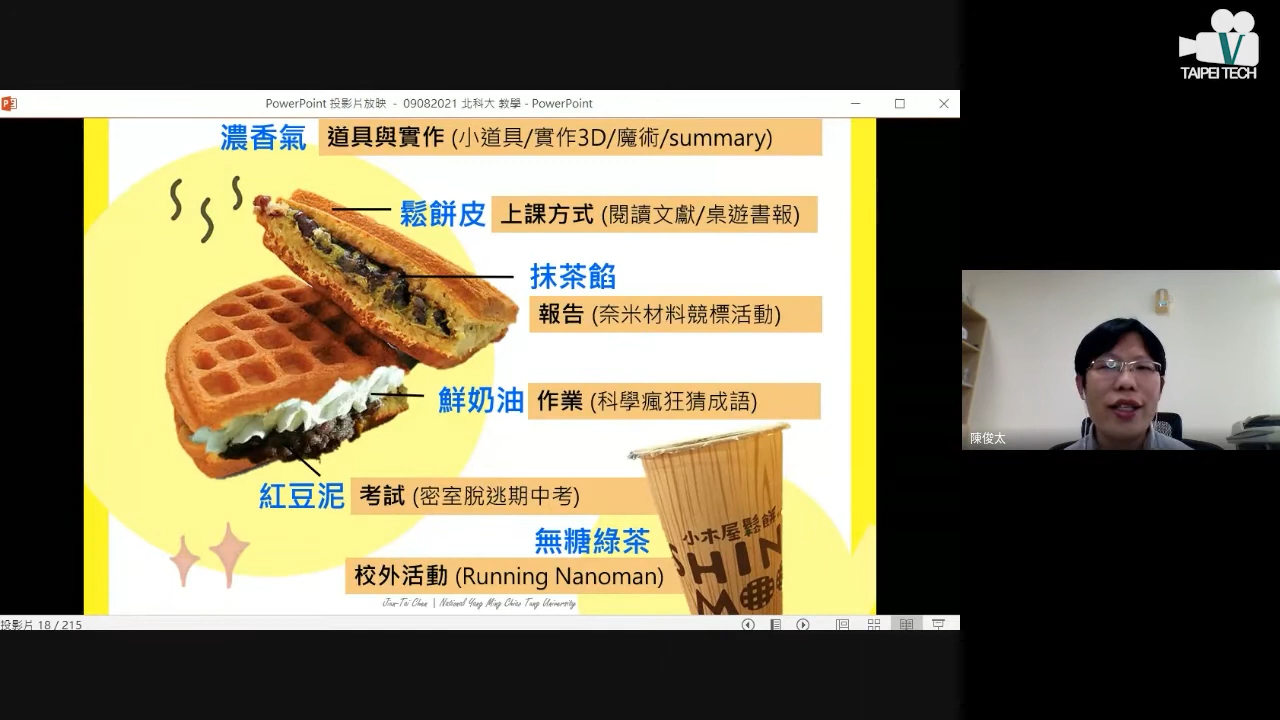 TAIPEI TECH
PowerPoint 投影片放映 - 09082021 北科大 教學 - PowerPoint
濃香氣 道具與實作 (小道具/實作3D/魔術/summary)
鬆餅皮 上課方式 (閱讀文獻/桌遊書報)
抹茶餡
報告 (奈米材料競標活動)
鮮奶油 作業 (科學瘋狂猜成語)
陳俊太
紅豆泥 考試 (密室脫逃期中考)
小木屋鬆餅
無糖綠茶
校外活動 (Running Nanoman)
Jiun-Tai Chen | National Yang Ming Chiao Tung University
投影片 18 / 215